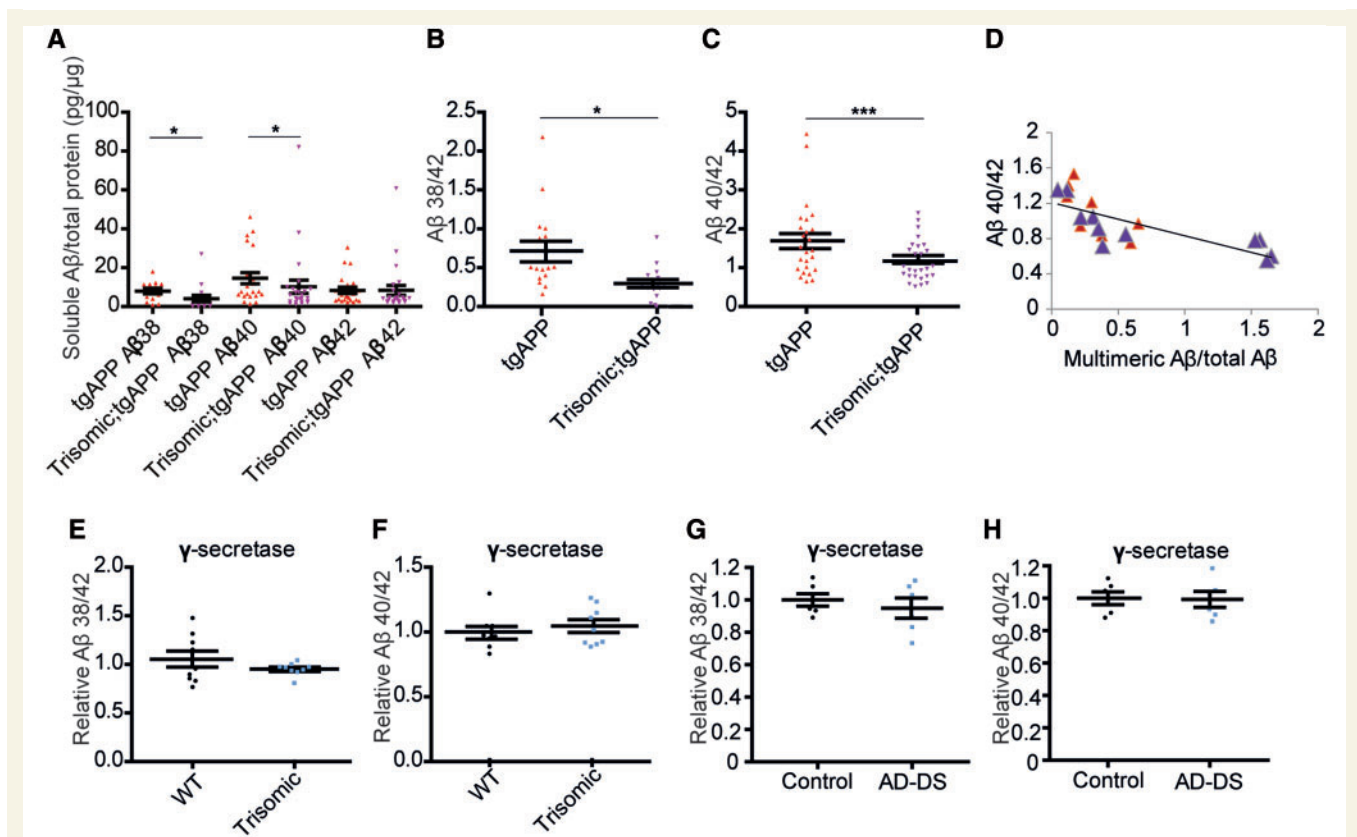 A
Soluble Aβ/total protein (pg/μg)
100
80
60
40
20
0
*
*
tgAPP Aβ38
Trisomic;tgAPP Aβ38
tgAPP Aβ40
Trisomic;tgAPP Aβ40
tgAPP Aβ42
Trisomic;tgAPP Aβ42
B
Aβ 38/42
2.5
2.0
1.5
1.0
0.5
0.0
*
tgAPP
Trisomic;tgAPP
C
Aβ 40/42
5
4
3
2
1
0
***
tgAPP
Trisomic;tgAPP
D
Aβ 40/42
2
1.6
1.2
0.8
0.4
0
0 0.5 1 1.5 2
Multimeric Aβ/total Aβ
E
γ-secretase
Relative Aβ 38/42
2.0
1.5
1.0
0.5
0.0
WT
Trisomic
F
γ-secretase
Relative Aβ 40/42
1.5
1.0
0.5
0.0
WT
Trisomic
G
γ-secretase
Relative Aβ 38/42
1.2
1
0.8
0.6
0.4
0.2
0
Control AD-DS
H
γ-secretase
Relative Aβ 40/42
1.2
1
0.8
0.6
0.4
0.2
0
Control AD-DS